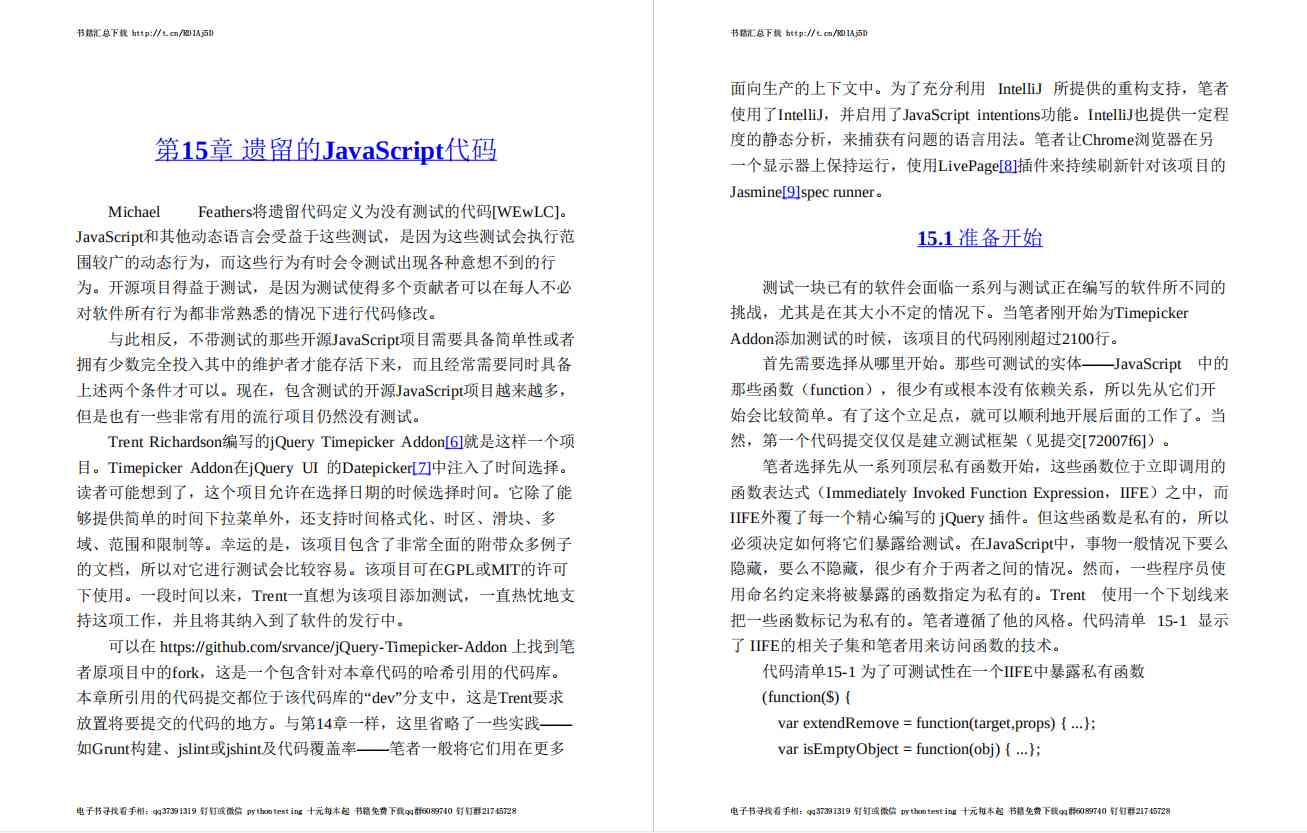 书籍汇总下载 http://t.cn/RDIAj5D
第15章 遗留的JavaScript代码
Michael Feathers将遗留代码定义为没有测试的代码[WEwLC]。
JavaScript和其他动态语言会受益于这些测试，是因为这些测试会执行范
围较广的动态行为，而这些行为有时会令测试出现各种意想不到的行
为。开源项目得益于测试，是因为测试使得多个贡献者可以在每人不必
对软件所有行为都非常熟悉的情况下进行代码修改。
与此相反，不带测试的那些开源JavaScript项目需要具备简单性或者
拥有少数完全投入其中的维护者才能存活下来，而且经常需要同时具备
上述两个条件才可以。现在，包含测试的开源JavaScript项目越来越多，
但是也有一些非常有用的流行项目仍然没有测试。
Trent Richardson编写的jQuery Timepicker Addon[6]就是这样一个项
目。Timepicker Addon在jQuery UI 的Datepicker[7]中注入了时间选择。
读者可能想到了，这个项目允许在选择日期的时候选择时间。它除了能
够提供简单的时间下拉菜单外，还支持时间格式化、时区、滑块、多
域、范围和限制等。幸运的是，该项目包含了非常全面的附带众多例子
的文档，所以对它进行测试会比较容易。该项目可在GPL或MIT的许可
下使用。一段时间以来，Trent一直想为该项目添加测试，一直热忱地支
持这项工作，并且将其纳入到了软件的发行中。
可以在 https://github.com/srvance/jQuery-Timepicker-Addon 上找到笔
者原项目中的fork，这是一个包含针对本章代码的哈希引用的代码库。
本章所引用的代码提交都位于该代码库的“dev”分支中，这是Trent要求
放置将要提交的代码的地方。与第14章一样，这里省略了一些实践——
如Grunt构建、jslint或jshint及代码覆盖率——笔者一般将它们用在更多
电子书寻找看手相：qq37391319 钉钉或微信 pythontesting 十元每本起 书籍免费下载qq群6089740 钉钉群21745728
书籍汇总下载 http://t.cn/RDIAj5D
面向生产的上下文中。为了充分利用 IntelliJ 所提供的重构支持，笔者
使用了IntelliJ，并启用了JavaScript intentions功能。IntelliJ也提供一定程
度的静态分析，来捕获有问题的语言用法。笔者让Chrome浏览器在另
一个显示器上保持运行，使用LivePage[8]插件来持续刷新针对该项目的
Jasmine[9]spec runner。
15.1 准备开始
测试一块已有的软件会面临一系列与测试正在编写的软件所不同的
挑战，尤其是在其大小不定的情况下。当笔者刚开始为Timepicker
Addon添加测试的时候，该项目的代码刚刚超过2100行。
首先需要选择从哪里开始。那些可测试的实体——JavaScript 中的
那些函数（function），很少有或根本没有依赖关系，所以先从它们开
始会比较简单。有了这个立足点，就可以顺利地开展后面的工作了。当
然，第一个代码提交仅仅是建立测试框架（见提交[72007f6]）。
笔者选择先从一系列顶层私有函数开始，这些函数位于立即调用的
函数表达式（Immediately Invoked Function Expression，IIFE）之中，而
IIFE外覆了每一个精心编写的 jQuery 插件。但这些函数是私有的，所以
必须决定如何将它们暴露给测试。在JavaScript中，事物一般情况下要么
隐藏，要么不隐藏，很少有介于两者之间的情况。然而，一些程序员使
用命名约定来将被暴露的函数指定为私有的。Trent 使用一个下划线来
把一些函数标记为私有的。笔者遵循了他的风格。代码清单 15-1 显示
了 IIFE的相关子集和笔者用来访问函数的技术。
代码清单15-1 为了可测试性在一个IIFE中暴露私有函数
(function($) {
var extendRemove = function(target,props) { ...};
var isEmptyObject = function(obj) { ...};
电子书寻找看手相：qq37391319 钉钉或微信 pythontesting 十元每本起 书籍免费下载qq群6089740 钉钉群21745728